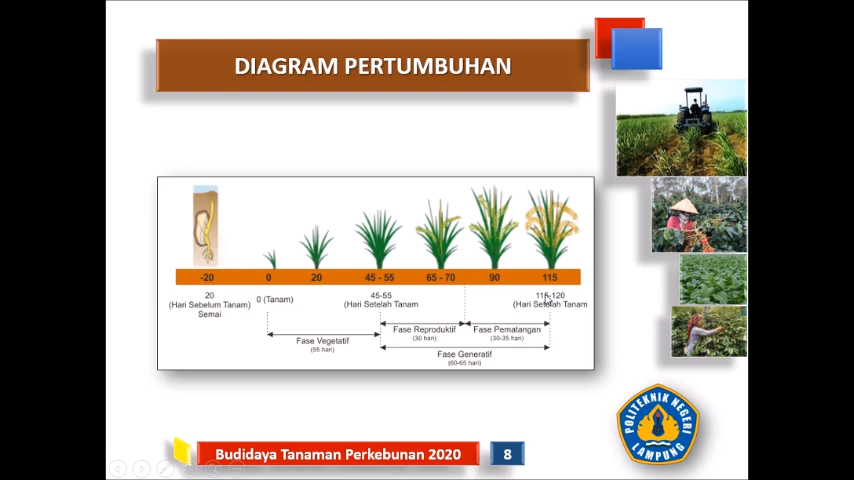 DIAGRAM PERTUMBUHAN
-20 0 20 45 - 55 65 - 70 90 115
20
(Hari Sebelum Tanam)
Semai
0 (Tanam)
45-55
(Hari Setelah Tanam
115-120
(Hari Setelah Tanam
Fase Vegetatif
(55 hari)
Fase Reproduktif
(30 hari)
Fase Pematangan
(30-35 hari)
Fase Generatif
(60-65 hari)
POLITEKNIK NEGERI
LAMPUNG
Budidaya Tanaman Perkebunan 2020
8